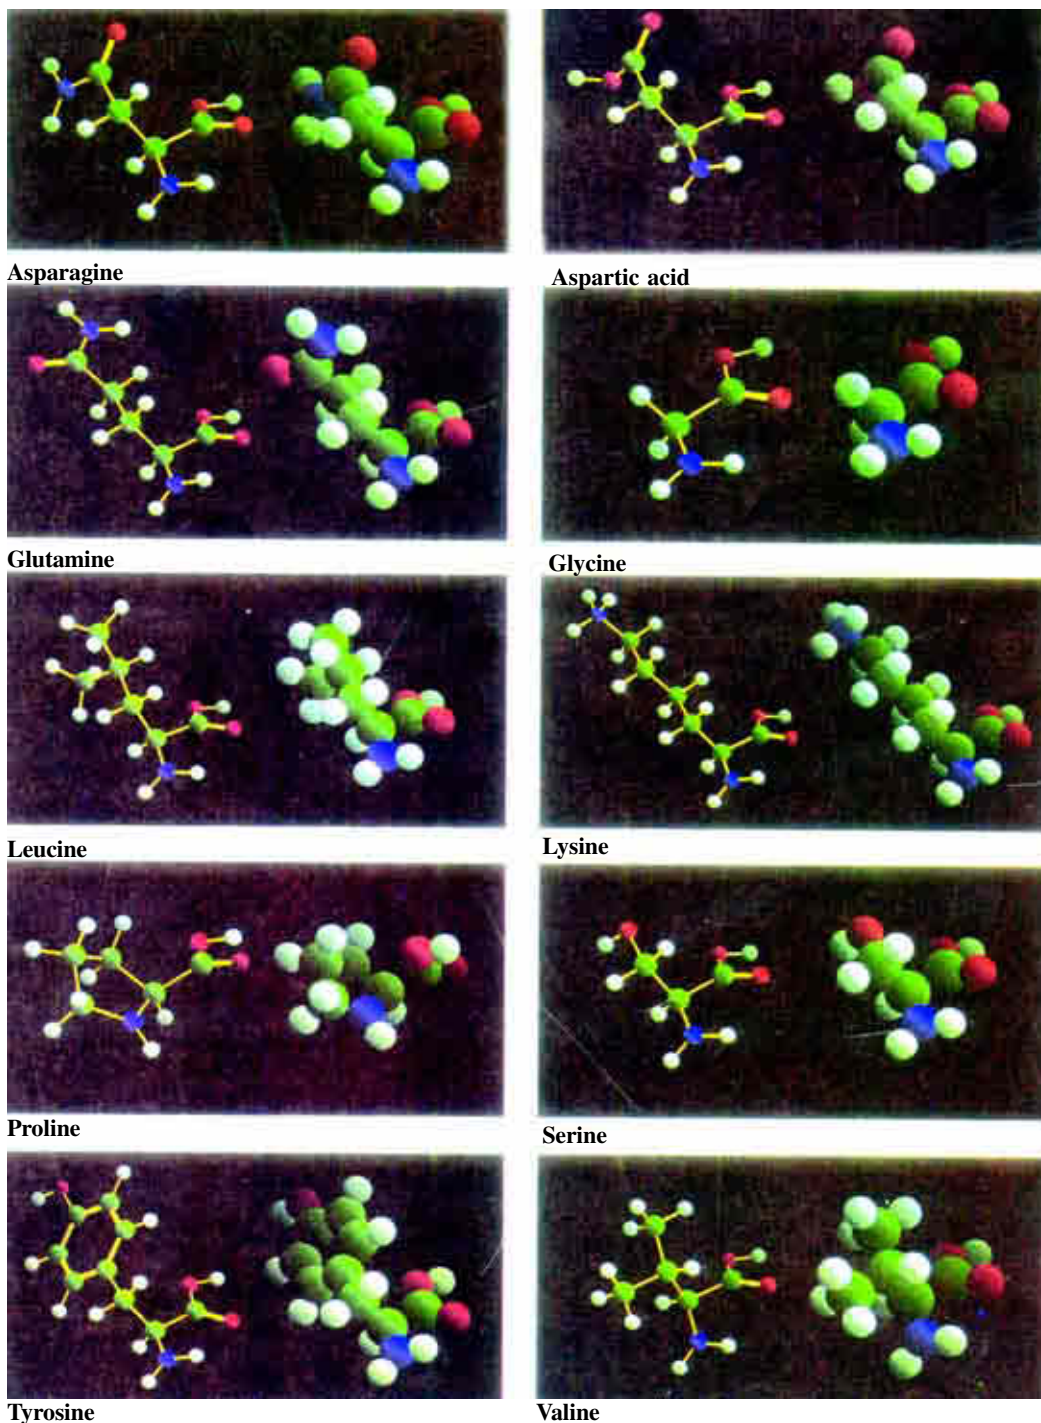 Asparagine
Aspartic acid
Glutamine
Glycine
Leucine
Lysine
Proline
Serine
Tyrosine
Valine